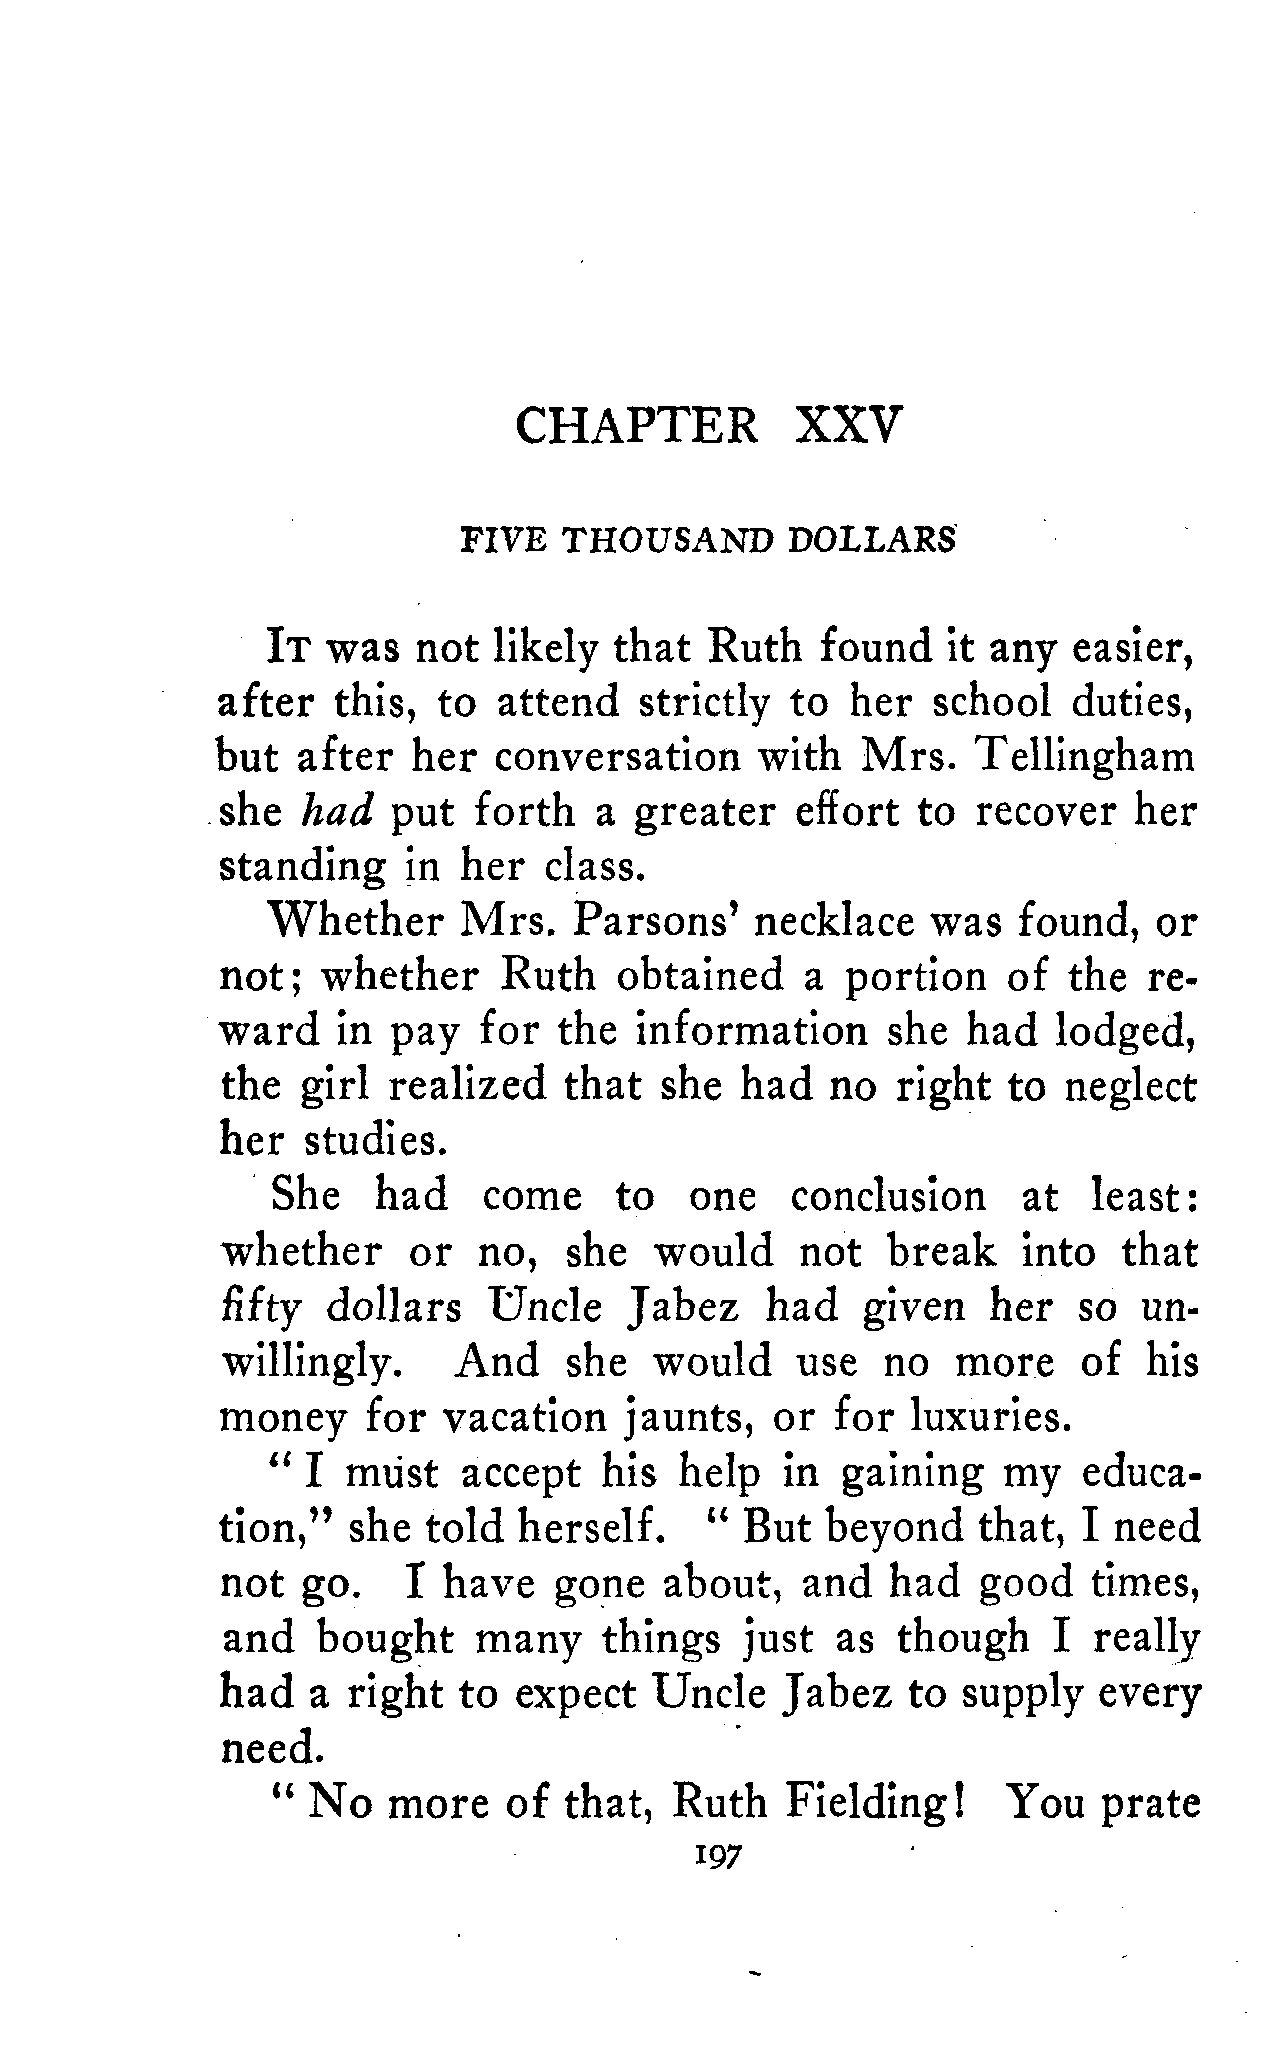 CHAPTER XXV
FIVE THOUSAND DOLLARS
IT was not likely that Ruth found it any easier,
after this, to attend strictly to her school duties,
but after her conversation with Mrs. Tellingham
she had put forth a greater effort to recover her
standing in her class.
Whether Mrs. Parsons' necklace was found, or
not; whether Ruth obtained a portion of the re-
ward in pay for the information she had lodged,
the girl realized that she had no right to neglect
her studies.
She had come to one conclusion at least:
whether or no, she would not break into that
fifty dollars Uncle Jabez had given her so un-
willingly. And she would use no more of his
money for vacation jaunts, or for luxuries.
"I must accept his help in gaining my educa-
tion," she told herself. "But beyond that, I need
not go. I have gone about, and had good times,
and bought many things just as though I really
had a right to expect Uncle Jabez to supply every
need.
"No more of that, Ruth Fielding! You prate
197